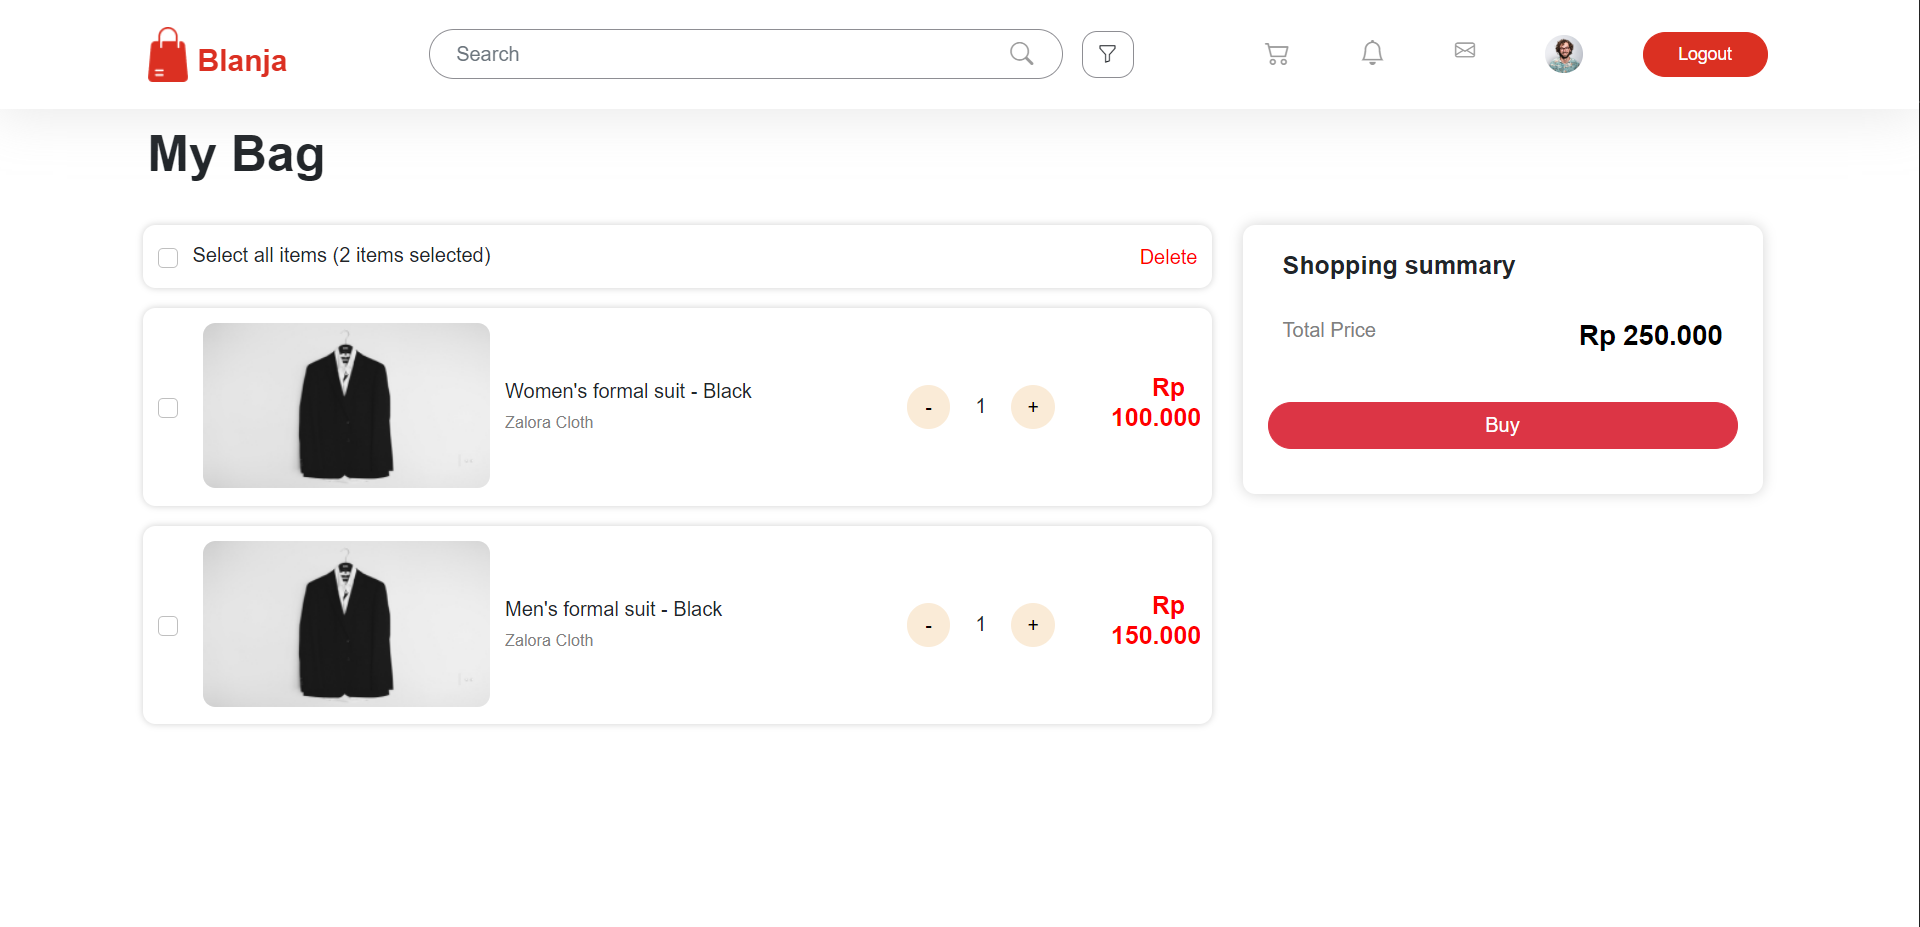 Blanja
Search
Logout
My Bag
Select all items (2 items selected)
Delete
Women's formal suit - Black
Zalora Cloth
-
1
+
Rp
100.000
Men's formal suit - Black
Zalora Cloth
-
1
+
Rp
150.000
Shopping summary
Total Price
Rp 250.000
Buy